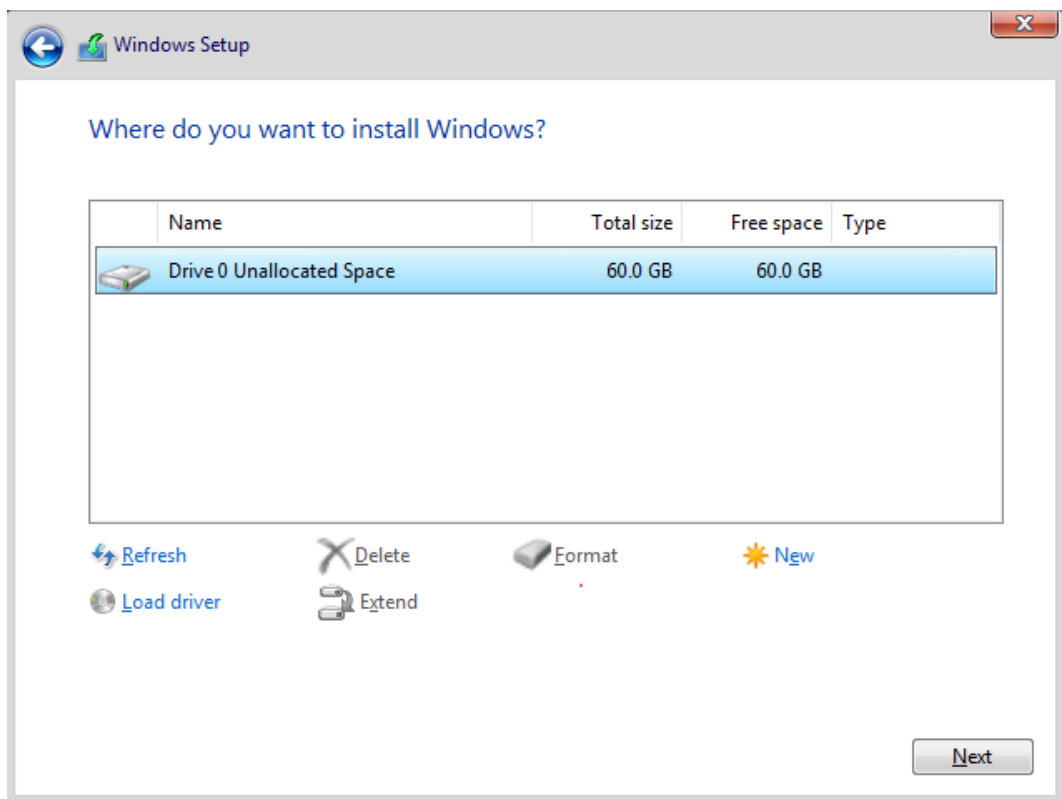 Windows Setup
Where do you want to install Windows?
Name Total size Free space Type
Drive 0 Unallocated Space 60.0 GB 60.0 GB
Refresh Delete Format New
Load driver Extend
Next